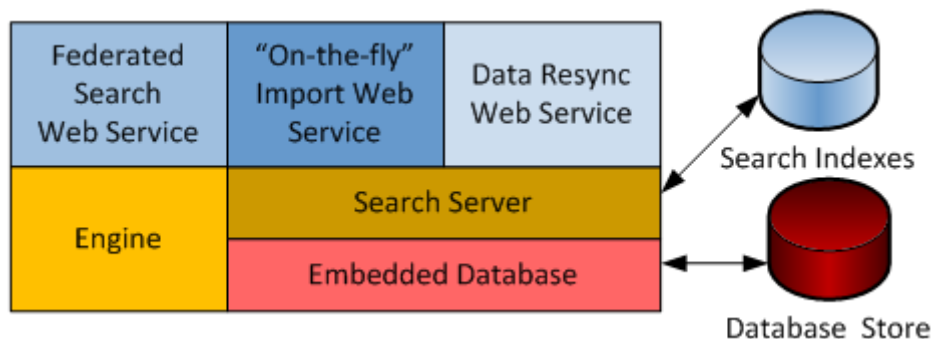 Federated
Search
Web Service
“On-the-fly”
Import Web
Service
Data Resync
Web Service
Search Indexes
Engine
Search Server
Embedded Database
Database Store